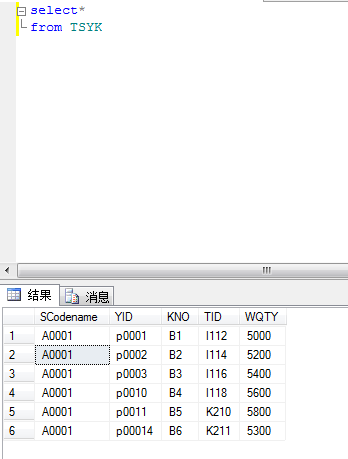 select*
from TSYK
结果 消息
SCodename YID KNO TID WQTY
1 A0001 p0001 B1 I112 5000
2 A0001 p0002 B2 I114 5200
3 A0001 p0003 B3 I116 5400
4 A0001 p0010 B4 I118 5600
5 A0001 p0011 B5 K210 5800
6 A0001 p00014 B6 K211 5300